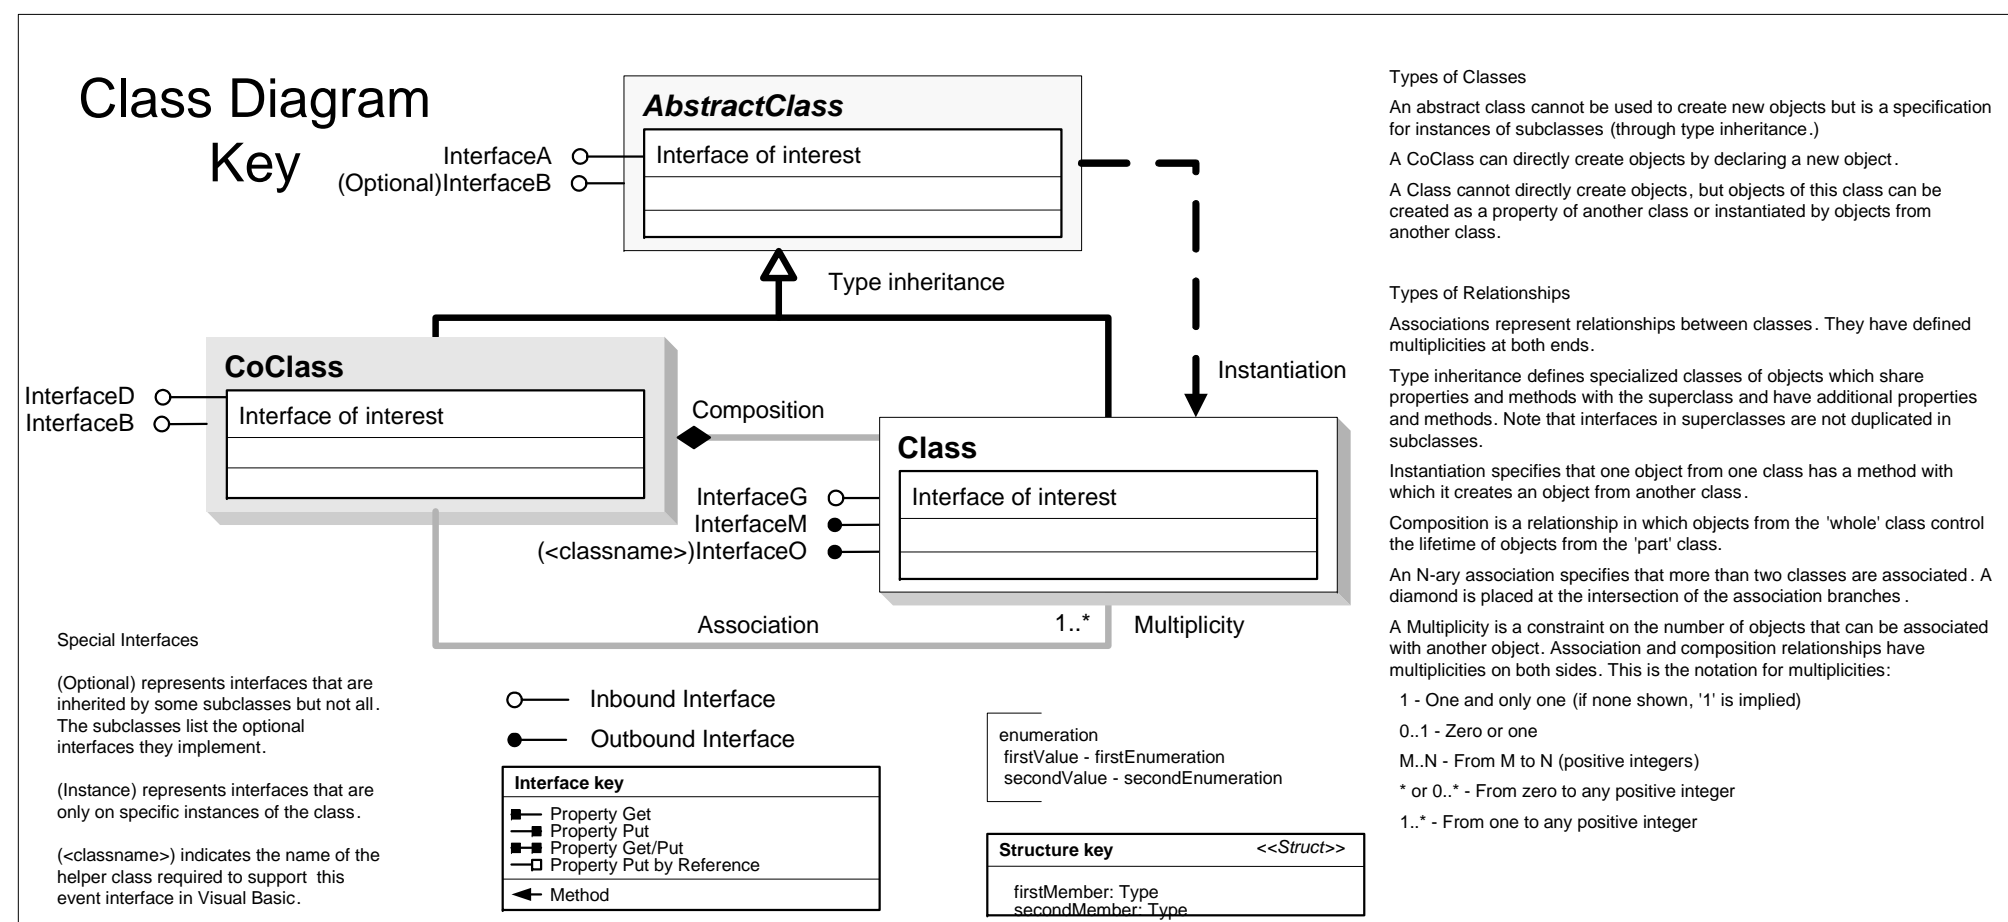 Class Diagram
Key
AbstractClass
Interface of interest
InterfaceA
(Optional)InterfaceB
Type inheritance
CoClass
Interface of interest
InterfaceD
InterfaceB
Composition
Instantiation
Class
Interface of interest
InterfaceG
InterfaceM
(<classname>)InterfaceO
Association
1..*
Multiplicity
Special Interfaces
(Optional) represents interfaces that are
inherited by some subclasses but not all.
The subclasses list the optional
interfaces they implement.
(Instance) represents interfaces that are
only on specific instances of the class.
(<classname>) indicates the name of the
helper class required to support this
event interface in Visual Basic.
Inbound Interface
Outbound Interface
Interface key
Property Get
Property Put
Property Get/Put
Property Put by Reference
Method
enumeration
firstValue - firstEnumeration
secondValue - secondEnumeration
Structure key <<Struct>>
firstMember: Type
secondMember: Type
Types of Classes
An abstract class cannot be used to create new objects but is a specification
for instances of subclasses (through type inheritance.)
A CoClass can directly create objects by declaring a new object.
A Class cannot directly create objects, but objects of this class can be
created as a property of another class or instantiated by objects from
another class.
Types of Relationships
Associations represent relationships between classes. They have defined
multiplicities at both ends.
Type inheritance defines specialized classes of objects which share
properties and methods with the superclass and have additional properties
and methods. Note that interfaces in superclasses are not duplicated in
subclasses.
Instantiation specifies that one object from one class has a method with
which it creates an object from another class.
Composition is a relationship in which objects from the 'whole' class control
the lifetime of objects from the 'part' class.
An N-ary association specifies that more than two classes are associated. A
diamond is placed at the intersection of the association branches.
A Multiplicity is a constraint on the number of objects that can be associated
with another object. Association and composition relationships have
multiplicities on both sides. This is the notation for multiplicities:
1 - One and only one (if none shown, '1' is implied)
0..1 - Zero or one
M..N - From M to N (positive integers)
* or 0..* - From zero to any positive integer
1..* - From one to any positive integer